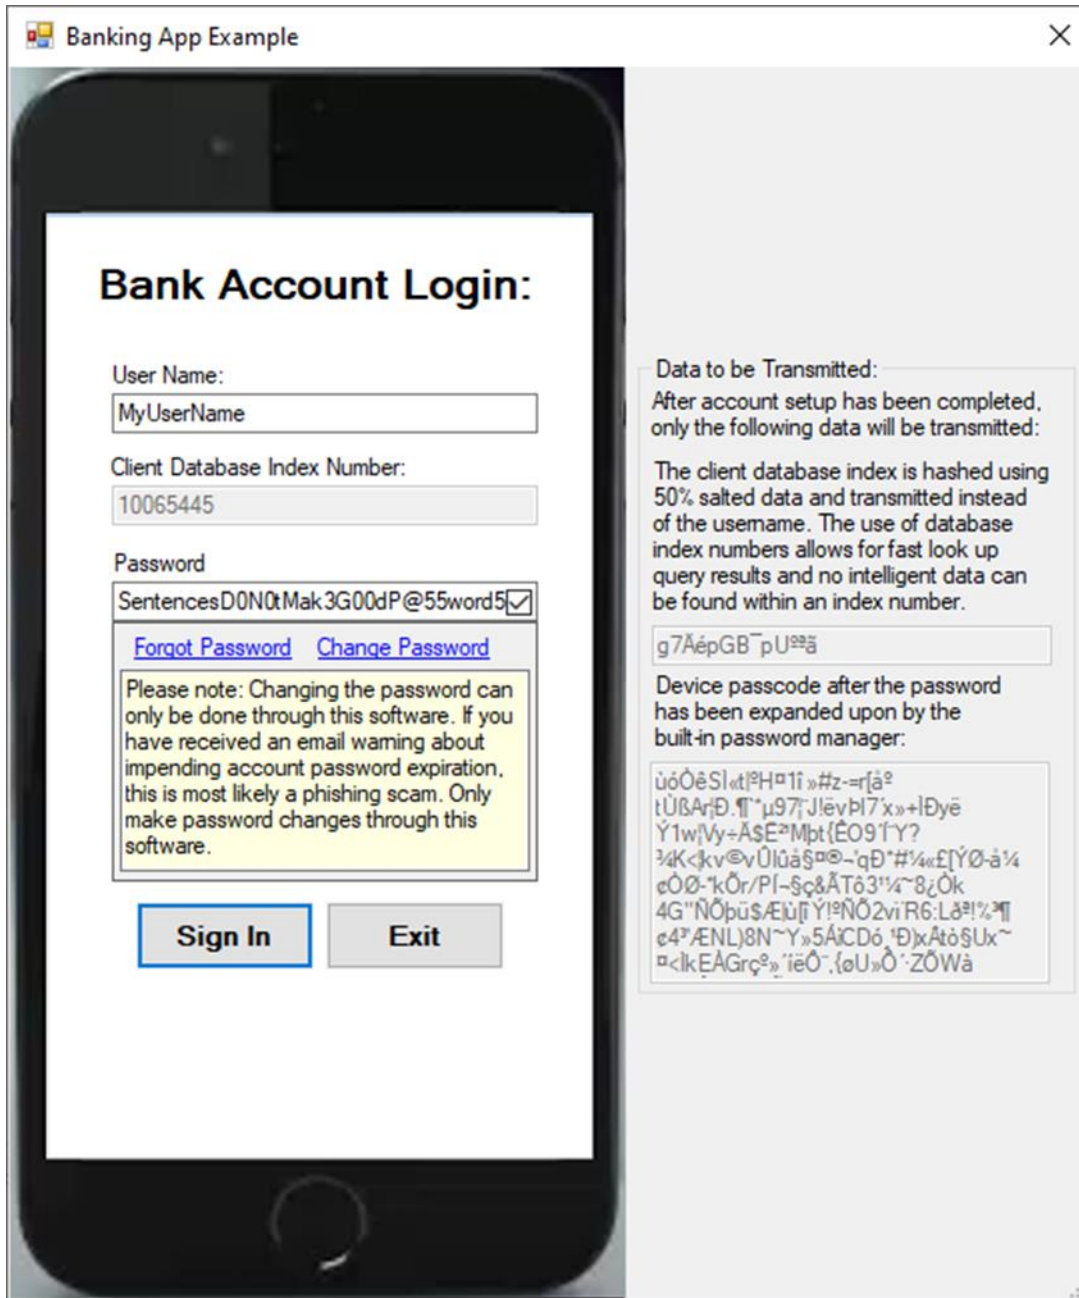 Banking App Example
Bank Account Login:
User Name:
MyUserName
Client Database Index Number:
10065445
Password
SentencesD0N0tMak3G00dP@55word5
Forgot Password Change Password
Please note: Changing the password can
only be done through this software. If you
have received an email warning about
impending account password expiration,
this is most likely a phishing scam. Only
make password changes through this
software.
Sign In Exit
Data to be Transmitted:
After account setup has been completed,
only the following data will be transmitted:
The client database index is hashed using
50% salted data and transmitted instead
of the username. The use of database
index numbers allows for fast look up
query results and no intelligent data can
be found within an index number.
g7ÄépGB¯pUºªã
Device passcode after the password
has been expanded upon by the
built-in password manager: